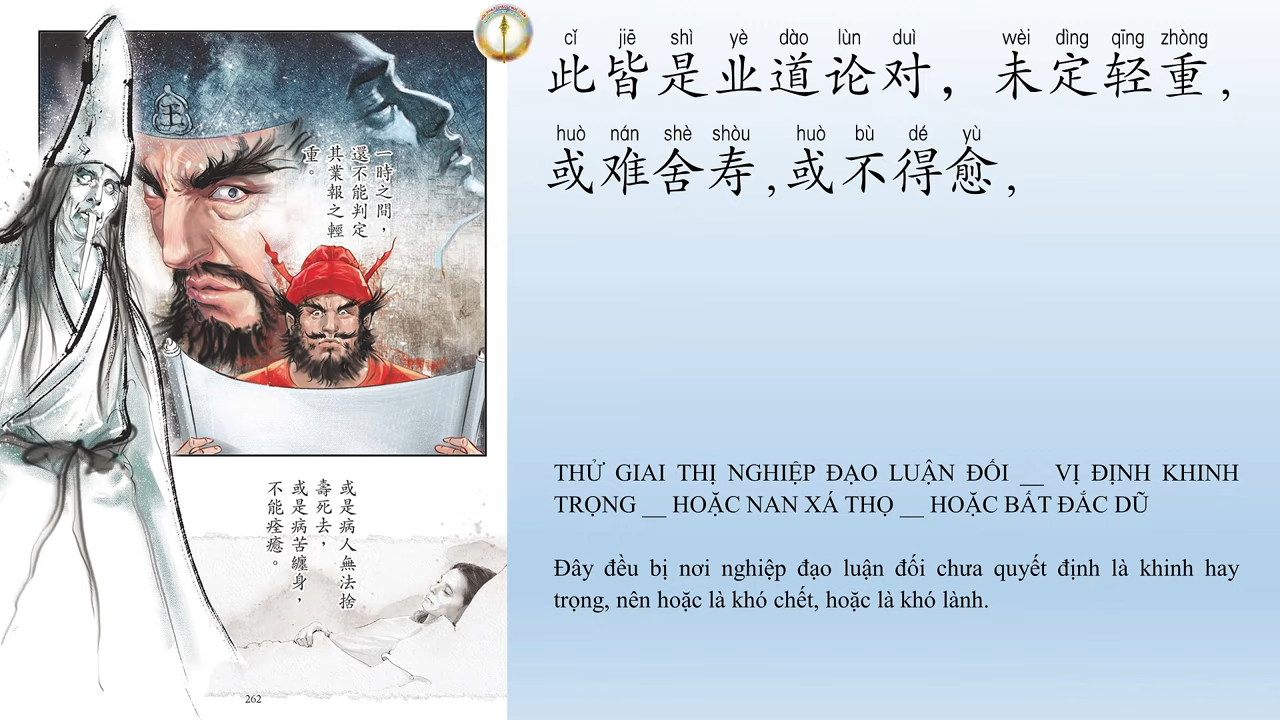 一時之間，
還不能判定
其業報之輕
重。
或是病人無法捨
壽死去，
或是病苦纏身，
不能痊癒。
262
cǐ jiē shì yè dào lùn duì wèi dìng qīng zhòng
此皆是业道论对，未定轻重，
huò nán shè shòu huò bù dé yù
或难舍寿，或不得愈，
THỬ GIAI THỊ NGHIỆP ĐẠO LUẬN ĐỐI __ VỊ ĐỊNH KHINH
TRỌNG __ HOẶC NAN XÁ THỌ __ HOẶC BẤT ĐẮC DŨ
Đây đều bị nơi nghiệp đạo luận đối chưa quyết định là khinh hay
trọng, nên hoặc là khó chết, hoặc là khó lành.
王